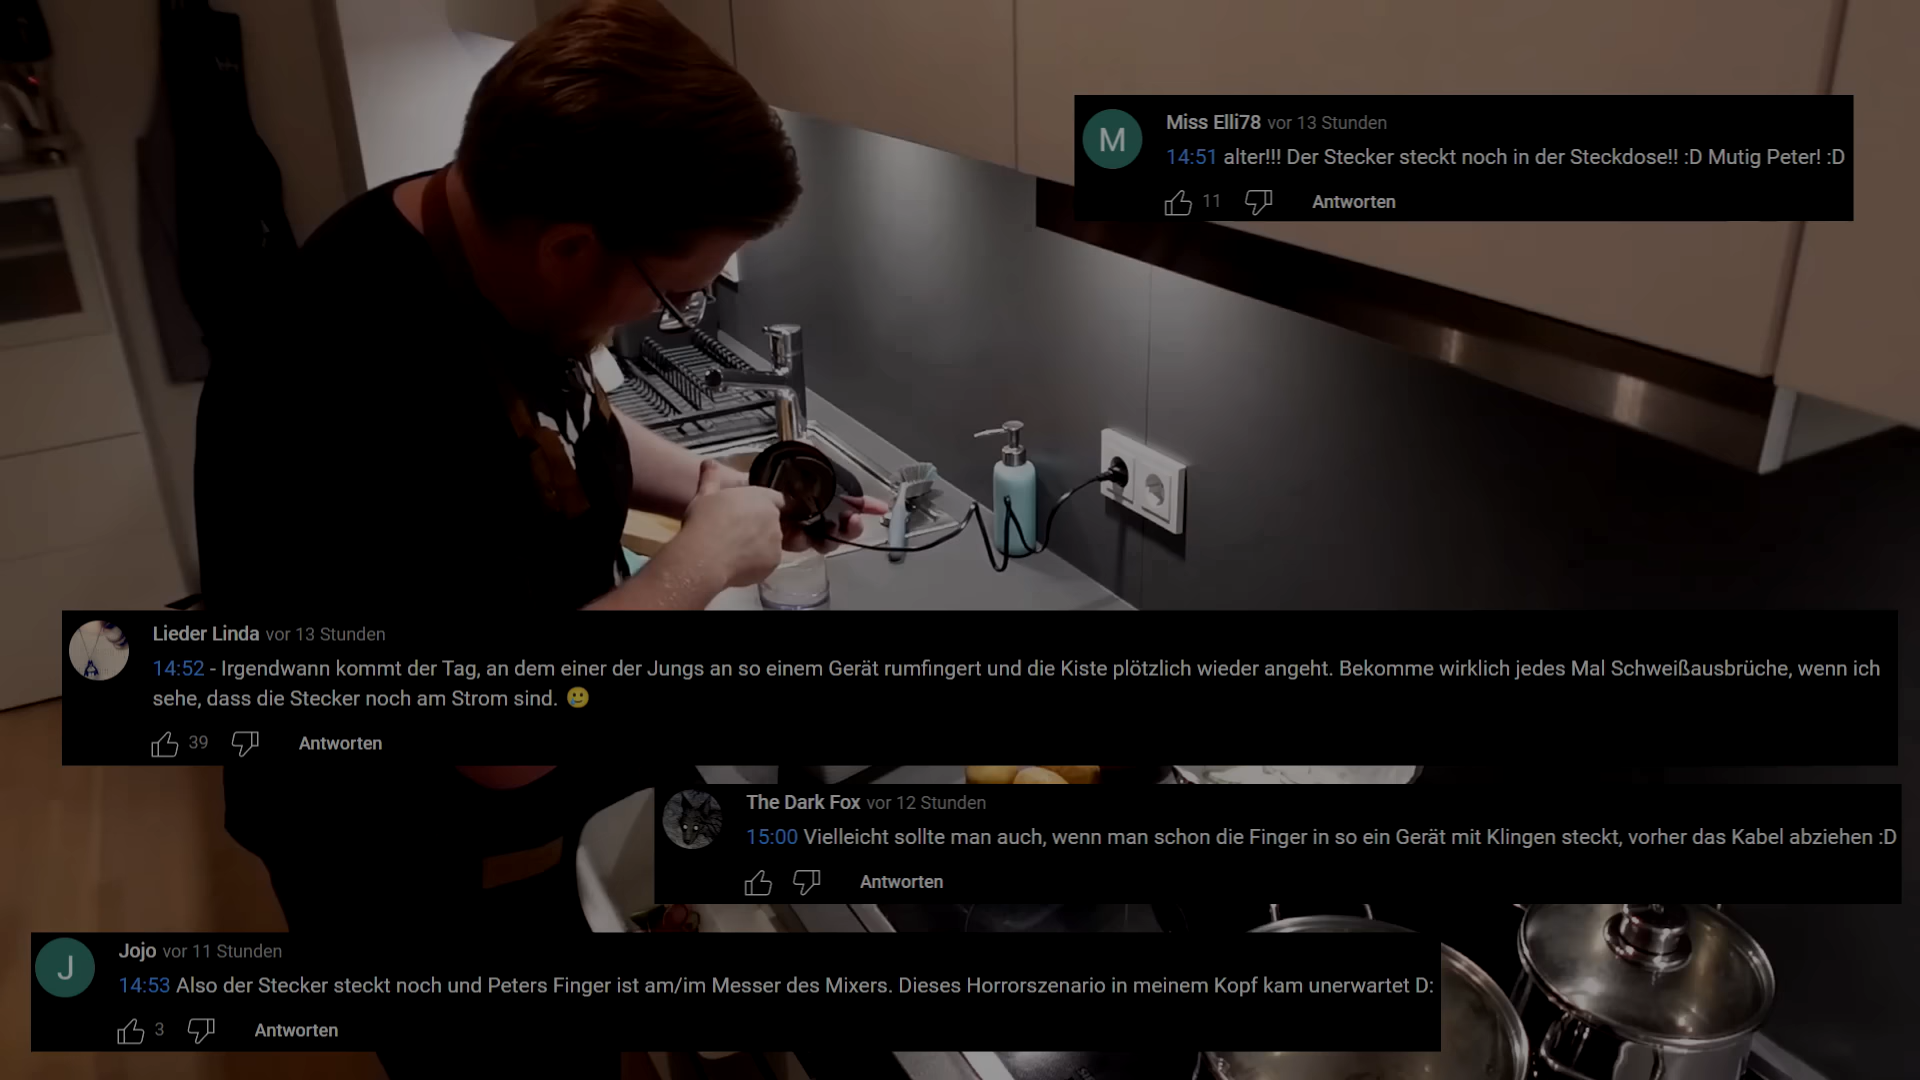 M
Miss Elli78 vor 13 Stunden
14:51 alter!!! Der Stecker steckt noch in der Steckdose!! :D Mutig Peter! :D
11 Antworten
Lieder Linda vor 13 Stunden
14:52 - Irgendwann kommt der Tag, an dem einer der Jungs an so einem Gerät rumfingert und die Kiste plötzlich wieder angeht. Bekomme wirklich jedes Mal Schweißausbrüche, wenn ich
sehe, dass die Stecker noch am Strom sind. 🥲
39 Antworten
The Dark Fox vor 12 Stunden
15:00 Vielleicht sollte man auch, wenn man schon die Finger in so ein Gerät mit Klingen steckt, vorher das Kabel abziehen :D
Antworten
J
Jojo vor 11 Stunden
14:53 Also der Stecker steckt noch und Peters Finger ist am/im Messer des Mixers. Dieses Horrorszenario in meinem Kopf kam unerwartet D:
3 Antworten